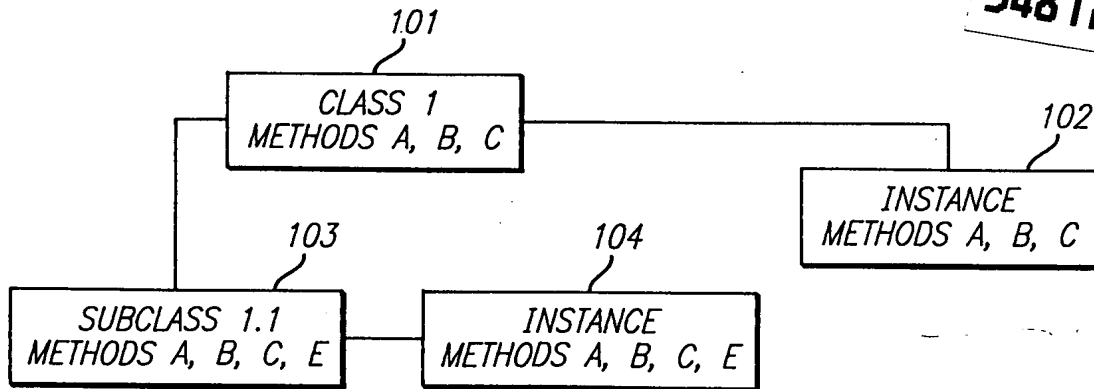 101
CLASS 1
METHODS A, B, C
102
INSTANCE
METHODS A, B, C
103
SUBCLASS 1.1
METHODS A, B, C, E
104
INSTANCE
METHODS A, B, C, E